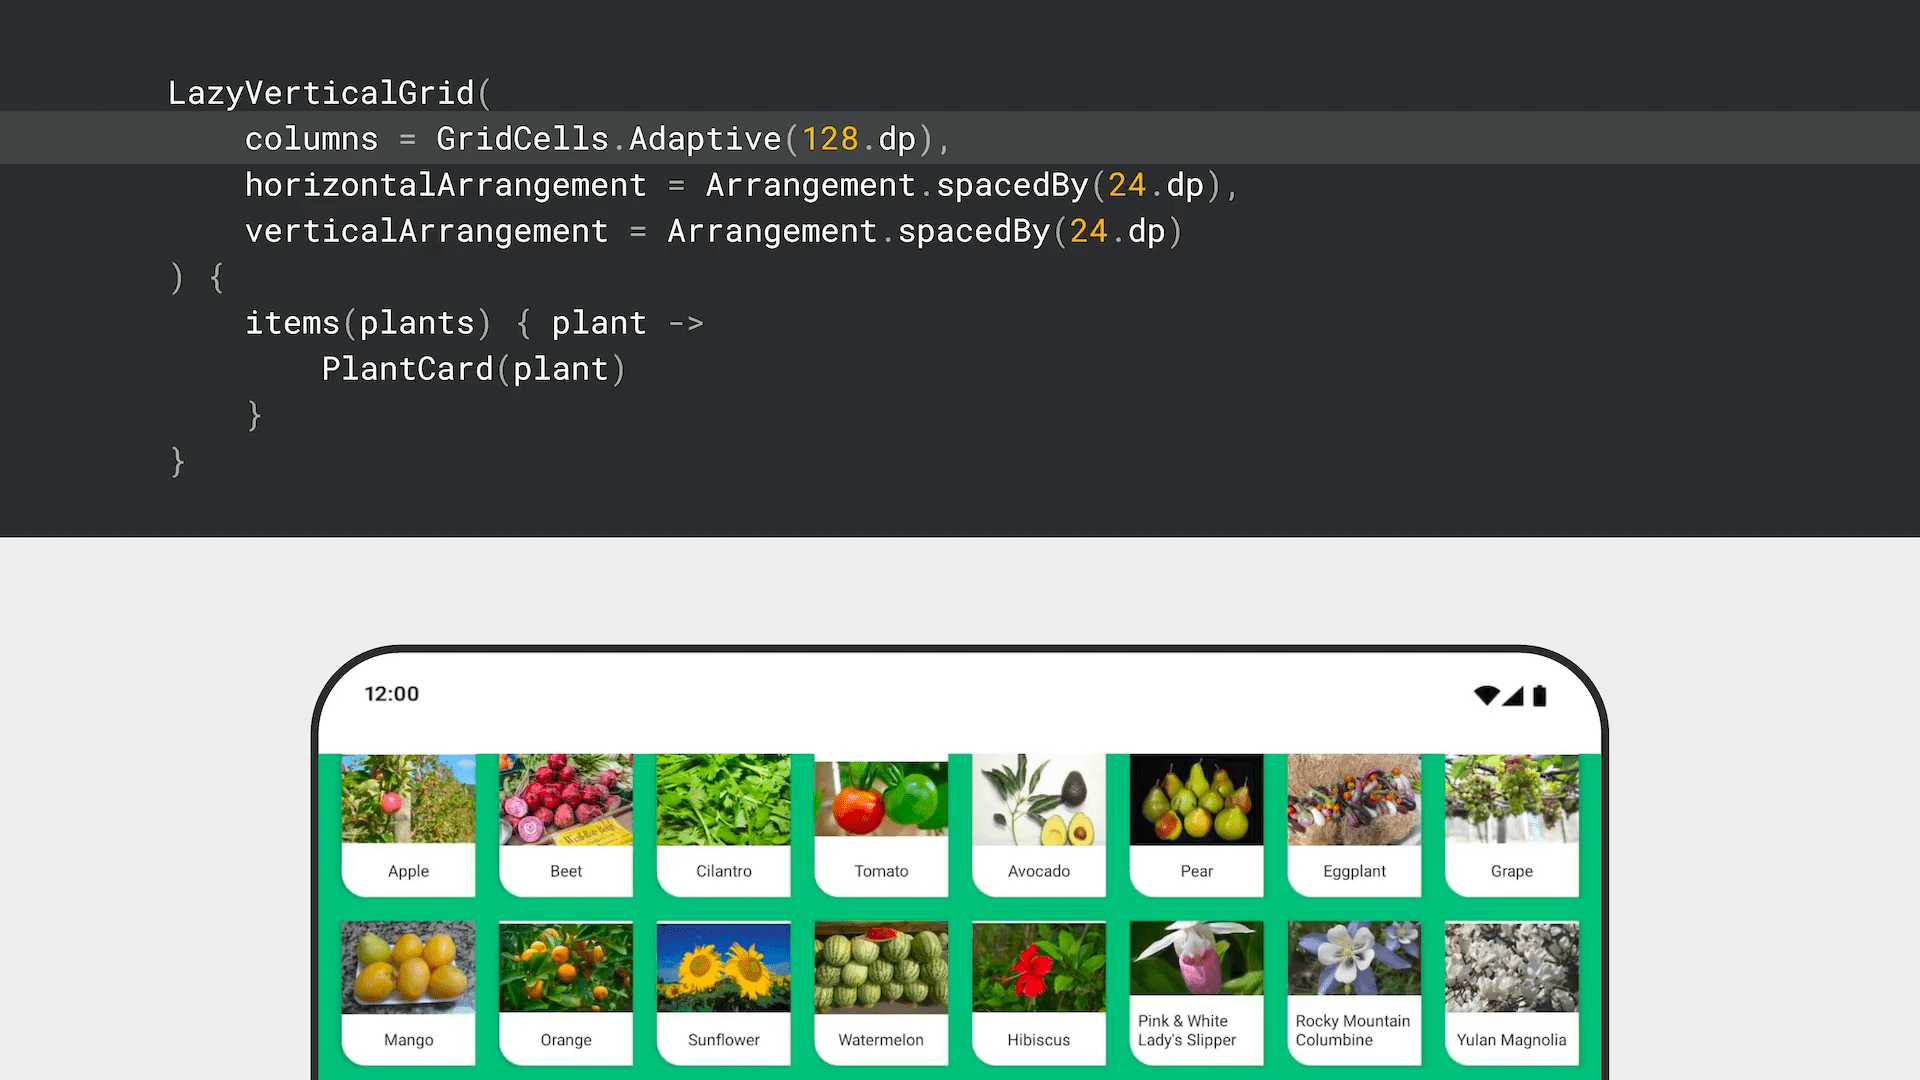 LazyVerticalGrid(
    columns = GridCells.Adaptive(128.dp),
    horizontalArrangement = Arrangement.spacedBy(24.dp),
    verticalArrangement = Arrangement.spacedBy(24.dp)
) {
    items(plants) { plant ->
        PlantCard(plant)
    }
}
12:00
Apple
Beet
Cilantro
Tomato
Avocado
Pear
Eggplant
Grape
Mango
Orange
Sunflower
Watermelon
Hibiscus
Pink & White
Lady's Slipper
Rocky Mountain
Columbine
Yulan Magnolia